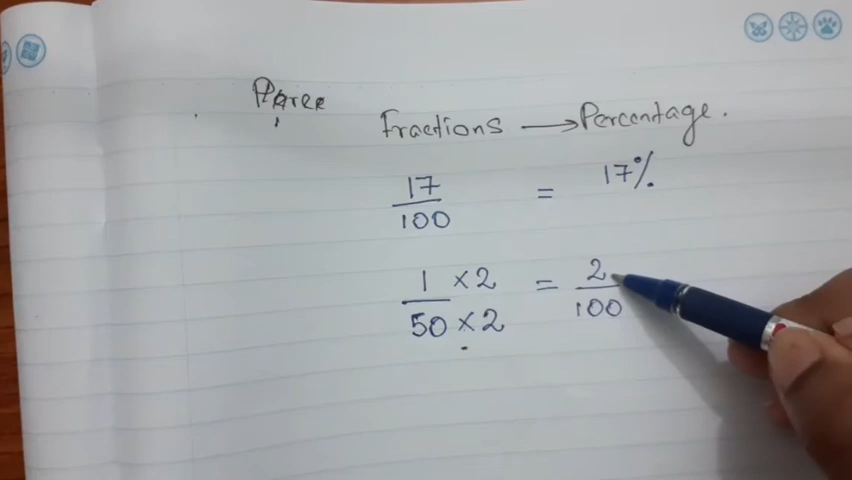 Fractions → Percentage.
17/100 = 17%
1 × 2 / 50 × 2 = 2/100